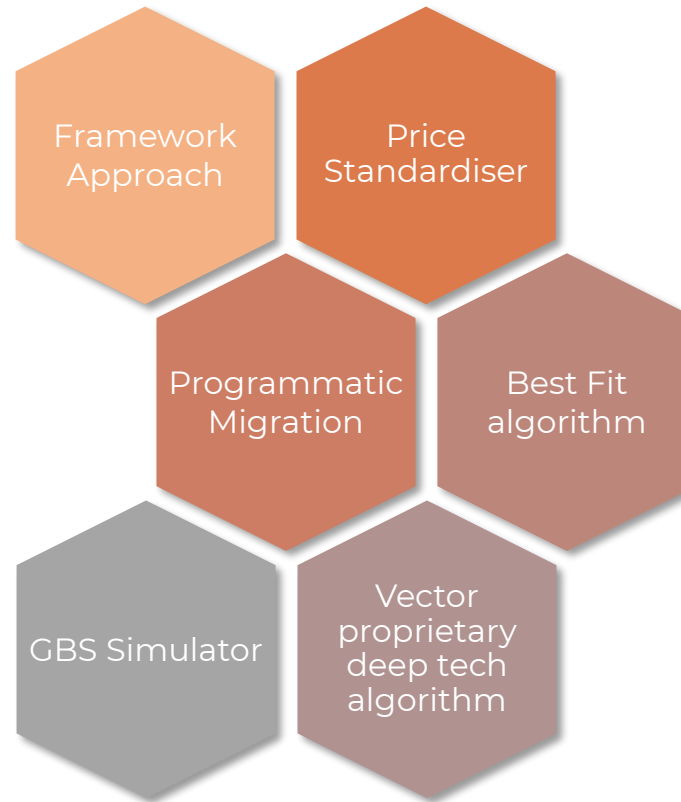 Framework
Approach
Price
Standardiser
Programmatic
Migration
Best Fit
algorithm
GBS Simulator
Vector
proprietary
deep tech
algorithm